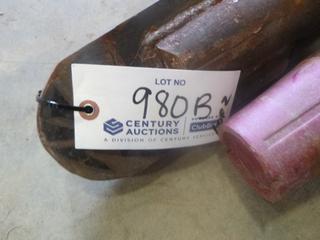 LOT NO
980B
CENTURY
AUCTIONS
A DIVISION OF CENTURY